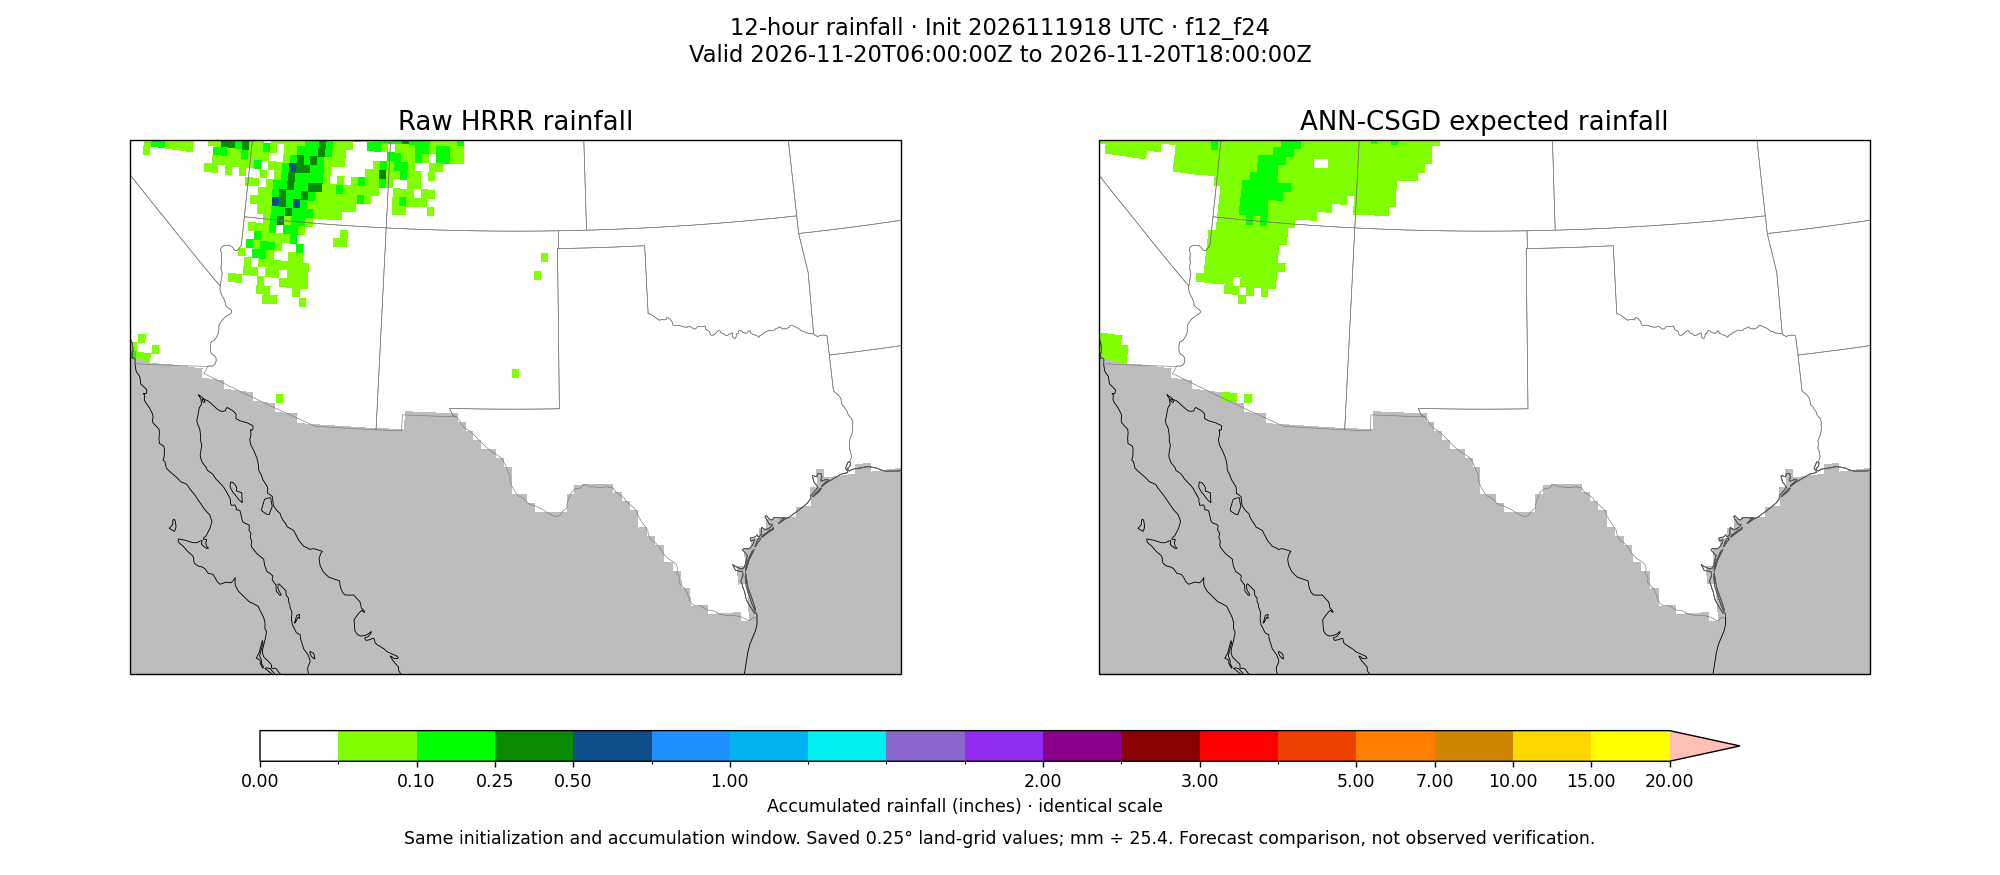 12-hour rainfall · Init 2026111918 UTC · f12_f24
Valid 2026-11-20T06:00:00Z to 2026-11-20T18:00:00Z
Raw HRRR rainfall
ANN-CSGD expected rainfall
0.00 0.10 0.25 0.50 1.00 2.00 3.00 5.00 7.00 10.00 15.00 20.00
Accumulated rainfall (inches) · identical scale
Same initialization and accumulation window. Saved 0.25° land-grid values; mm ÷ 25.4. Forecast comparison, not observed verification.